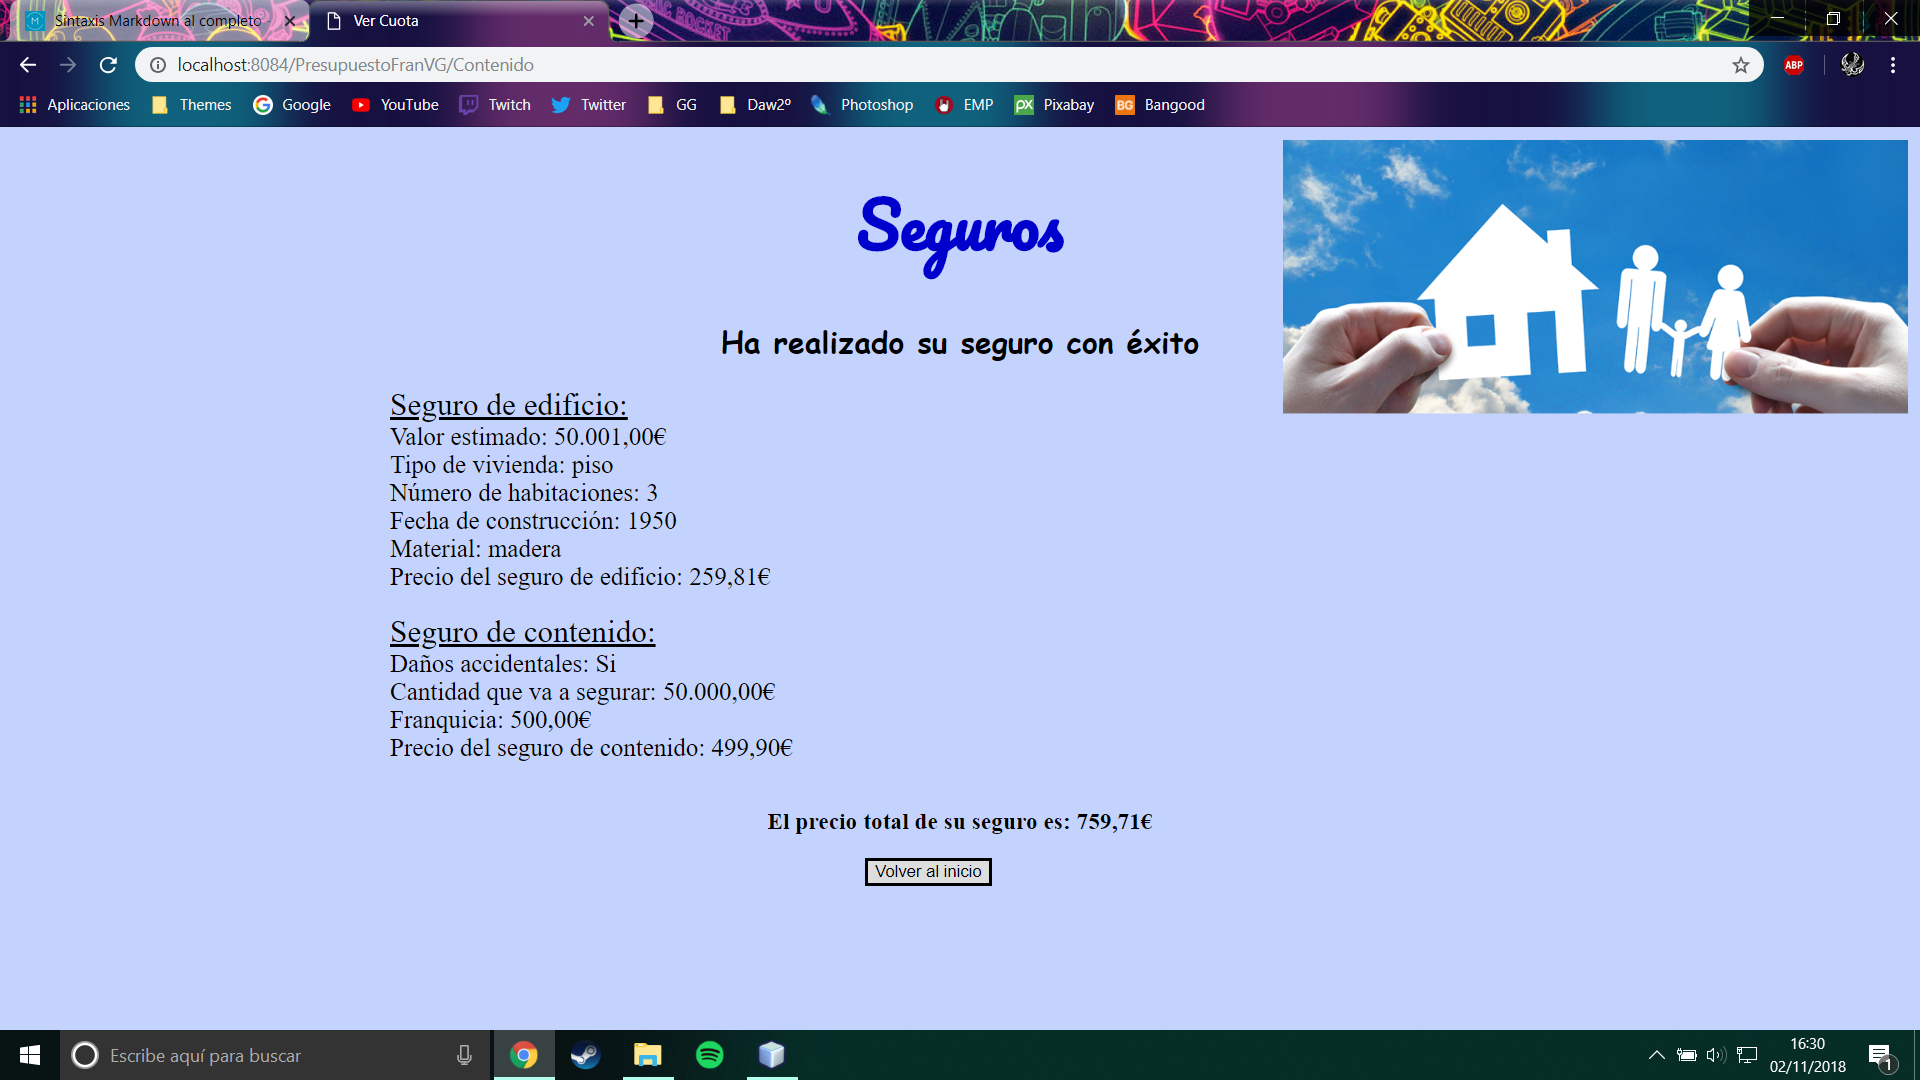 Sintaxis Markdown al completo
Ver Cuota
localhost:8084/PresupuestoFranVG/Contenido
ABP
Aplicaciones
Themes
Google
YouTube
Twitch
Twitter
GG
Daw2º
Photoshop
EMP
Pixabay
Bangood
Seguros
Ha realizado su seguro con éxito
Seguro de edificio:
Valor estimado: 50.001,00€
Tipo de vivienda: piso
Número de habitaciones: 3
Fecha de construcción: 1950
Material: madera
Precio del seguro de edificio: 259,81€
Seguro de contenido:
Daños accidentales: Si
Cantidad que va a segurar: 50.000,00€
Franquicia: 500,00€
Precio del seguro de contenido: 499,90€
El precio total de su seguro es: 759,71€
Volver al inicio
Escribe aquí para buscar
16:30
02/11/2018
1